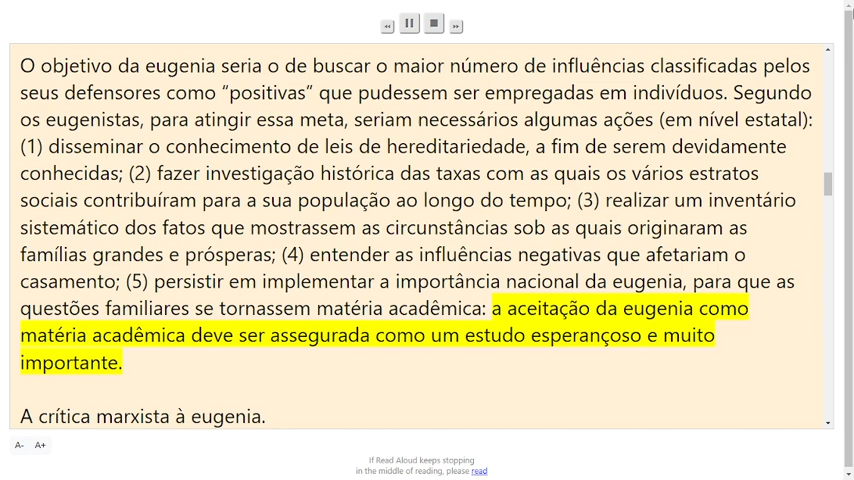 O objetivo da eugenia seria o de buscar o maior número de influências classificadas pelos
seus defensores como “positivas” que pudessem ser empregadas em indivíduos. Segundo
os eugenistas, para atingir essa meta, seriam necessários algumas ações (em nível estatal):
(1) disseminar o conhecimento de leis de hereditariedade, a fim de serem devidamente
conhecidas; (2) fazer investigação histórica das taxas com as quais os vários estratos
sociais contribuíram para a sua população ao longo do tempo; (3) realizar um inventário
sistemático dos fatos que mostrassem as circunstâncias sob as quais originaram as
famílias grandes e prósperas; (4) entender as influências negativas que afetariam o
casamento; (5) persistir em implementar a importância nacional da eugenia, para que as
questões familiares se tornassem matéria acadêmica: a aceitação da eugenia como
matéria acadêmica deve ser assegurada como um estudo esperançoso e muito
importante.
A crítica marxista à eugenia.
A- A+
If Read Aloud keeps stopping
in the middle of reading, please read